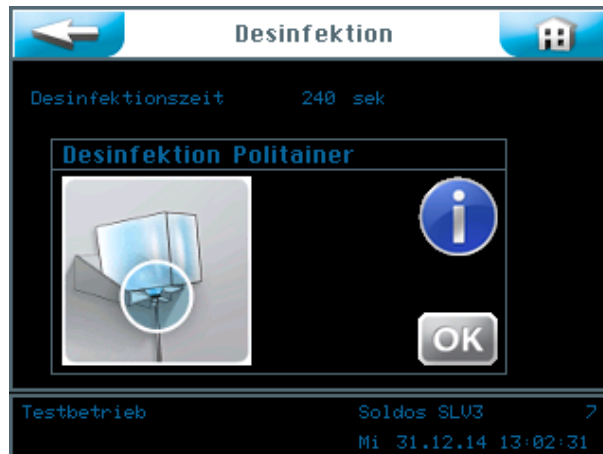 Desinfektion
Desinfektionszeit 240 sek
Desinfektion Politainer
i
OK
Testbetrieb Soldos SLV3 7
Mi 31.12.14 13:02:31